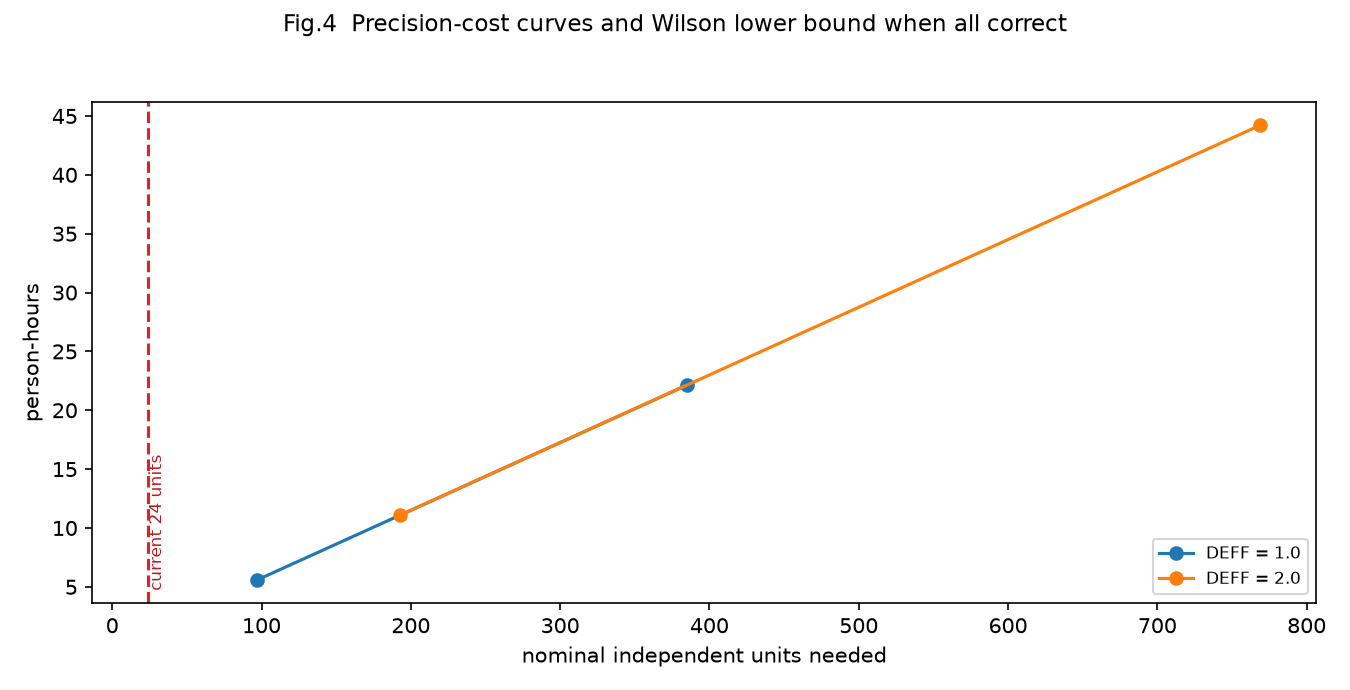 Fig.4  Precision-cost curves and Wilson lower bound when all correct
45
40
35
30
25
20
15
10
5
person-hours
current 24 units
DEFF = 1.0
DEFF = 2.0
0 100 200 300 400 500 600 700 800
nominal independent units needed